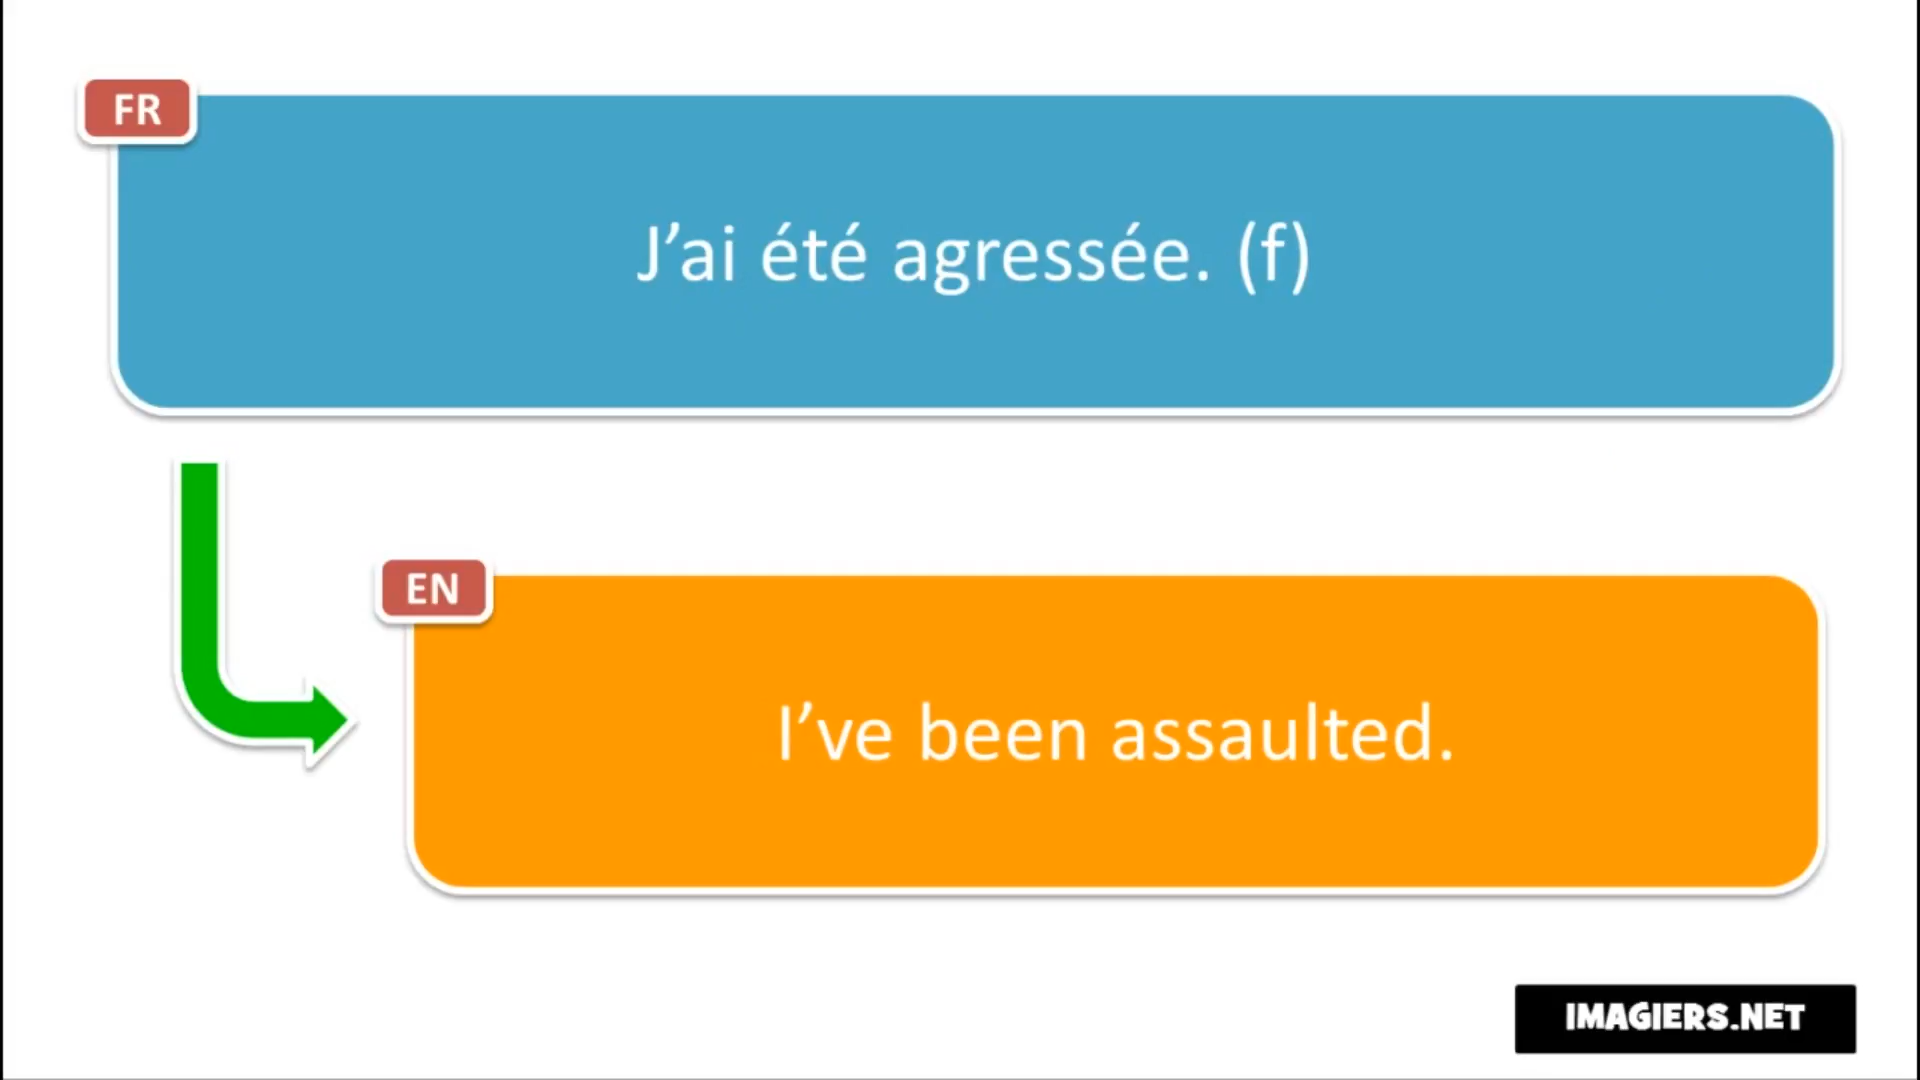 FR
J’ai été agressée. (f)
EN
I’ve been assaulted.
IMAGIERS.NET